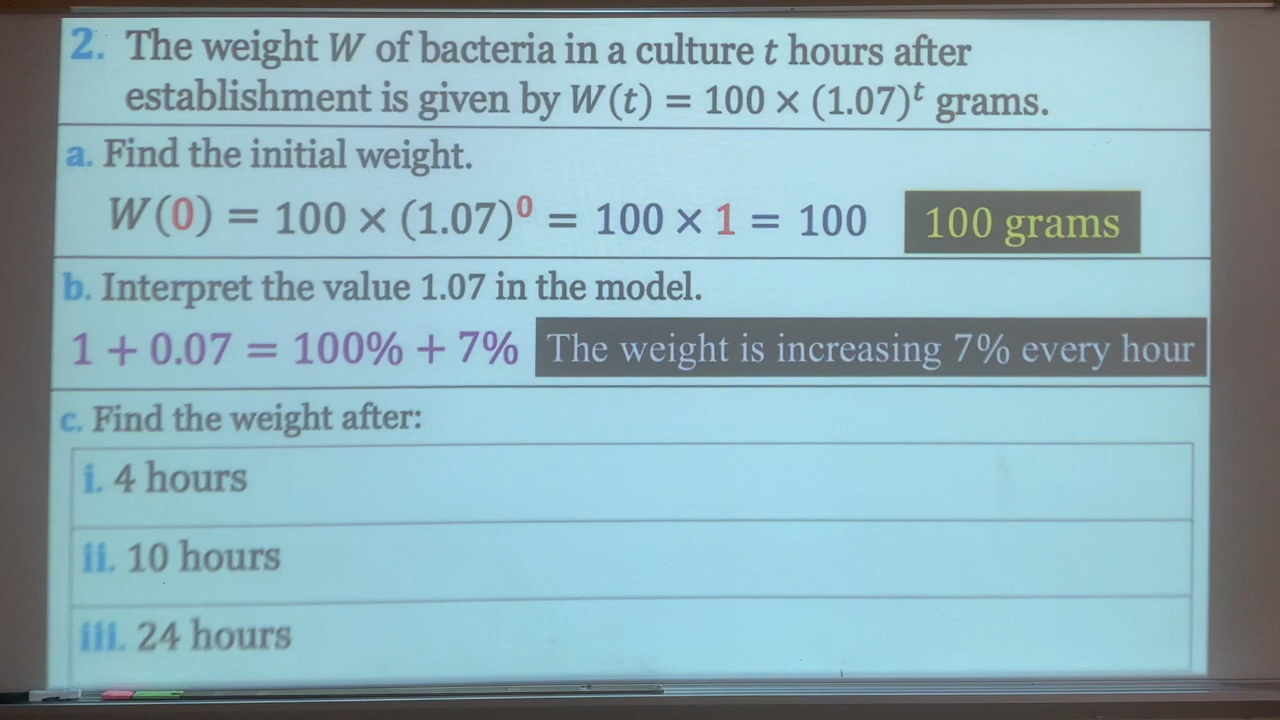 2. The weight W of bacteria in a culture t hours after
establishment is given by W(t) = 100 × (1.07)ᵗ grams.
a. Find the initial weight.
W(0) = 100 × (1.07)⁰ = 100 × 1 = 100 100 grams
b. Interpret the value 1.07 in the model.
1 + 0.07 = 100% + 7% The weight is increasing 7% every hour
c. Find the weight after:
i. 4 hours
ii. 10 hours
iii. 24 hours